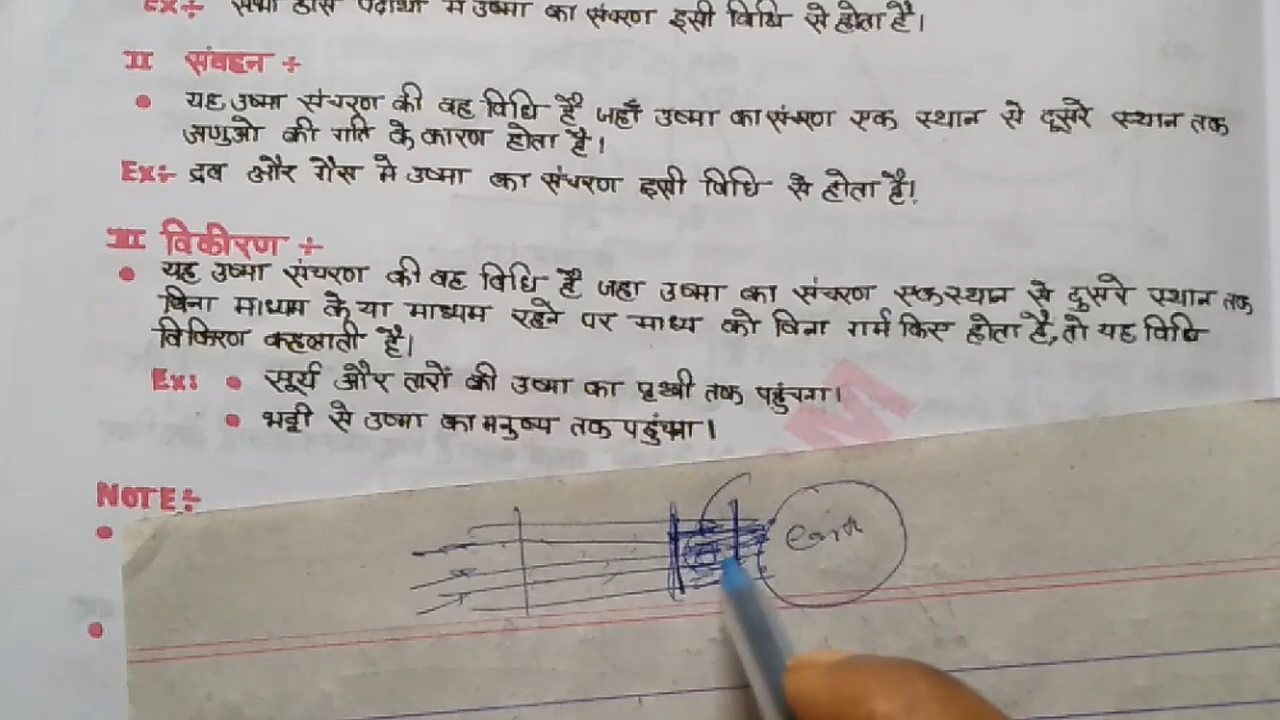 Ex:- सभी ठोस पदार्थो में उष्मा का संचरण इसी विधि से होता है।
II संवहन :-
• यह उष्मा संचरण की वह विधि है जहाँ उष्मा का संचरण एक स्थान से दूसरे स्थान तक
अणुओ की गति के कारण होता है।
Ex:- द्रव और गैस मे उष्मा का संचरण इसी विधि से होता है!
III विकीरण :-
• यह उष्मा संचरण की वह विधि है जहा उष्मा का संचरण एक स्थान से दुसरे स्थान तक
बिना माध्यम के या माध्यम रहने पर माध्य को बिना गर्म किए होता है, तो यह विधि
विकिरण कहलाती है।
Ex: • सूर्य और तारों की उष्मा का पृथ्वी तक पहुंचना।
• भट्टी से उष्मा का मनुष्य तक पहुंचना।
NOTE:-
earth